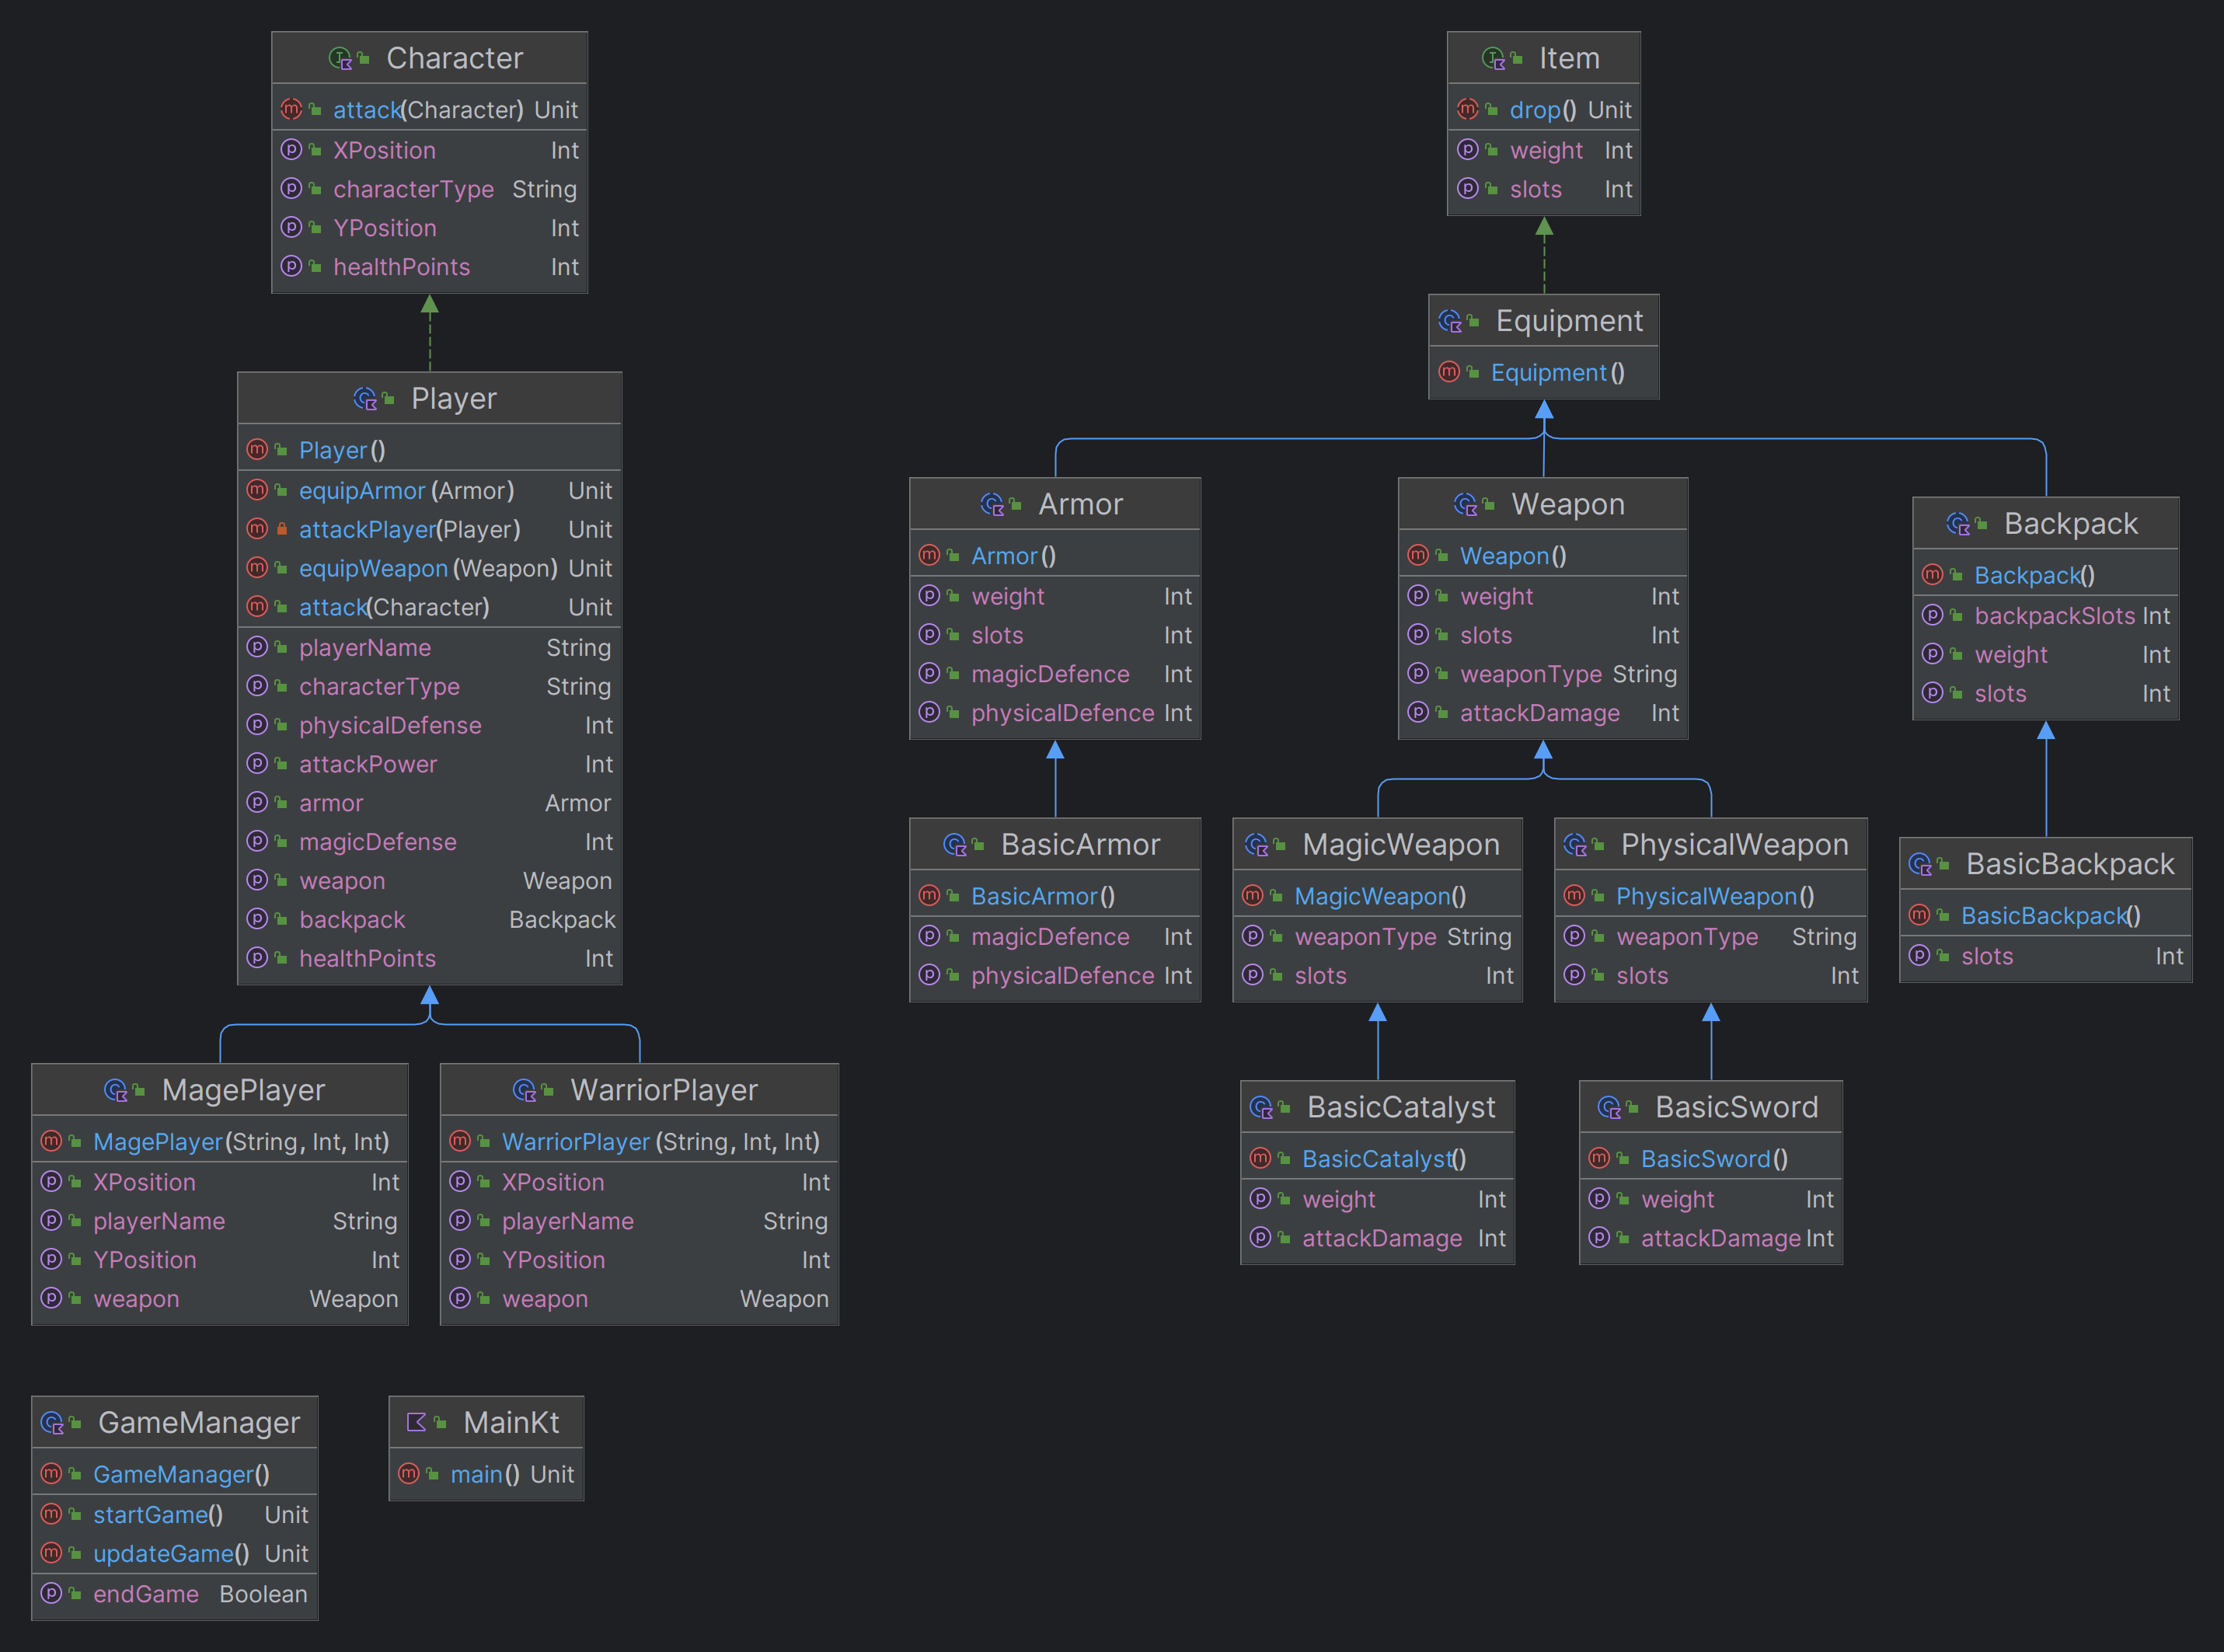 Character
attack(Character) Unit
XPosition Int
characterType String
YPosition Int
healthPoints Int
Player
Player()
equipArmor(Armor) Unit
attackPlayer(Player) Unit
equipWeapon(Weapon) Unit
attack(Character) Unit
playerName String
characterType String
physicalDefense Int
attackPower Int
armor Armor
magicDefense Int
weapon Weapon
backpack Backpack
healthPoints Int
MagePlayer
MagePlayer(String, Int, Int)
XPosition Int
playerName String
YPosition Int
weapon Weapon
WarriorPlayer
WarriorPlayer(String, Int, Int)
XPosition Int
playerName String
YPosition Int
weapon Weapon
Item
drop() Unit
weight Int
slots Int
Equipment
Equipment()
Armor
Armor()
weight Int
slots Int
magicDefence Int
physicalDefence Int
Weapon
Weapon()
weight Int
slots Int
weaponType String
attackDamage Int
Backpack
Backpack()
backpackSlots Int
weight Int
slots Int
BasicArmor
BasicArmor()
magicDefence Int
physicalDefence Int
MagicWeapon
MagicWeapon()
weaponType String
slots Int
PhysicalWeapon
PhysicalWeapon()
weaponType String
slots Int
BasicBackpack
BasicBackpack()
slots Int
BasicCatalyst
BasicCatalyst()
weight Int
attackDamage Int
BasicSword
BasicSword()
weight Int
attackDamage Int
GameManager
GameManager()
startGame() Unit
updateGame() Unit
endGame Boolean
MainKt
main() Unit